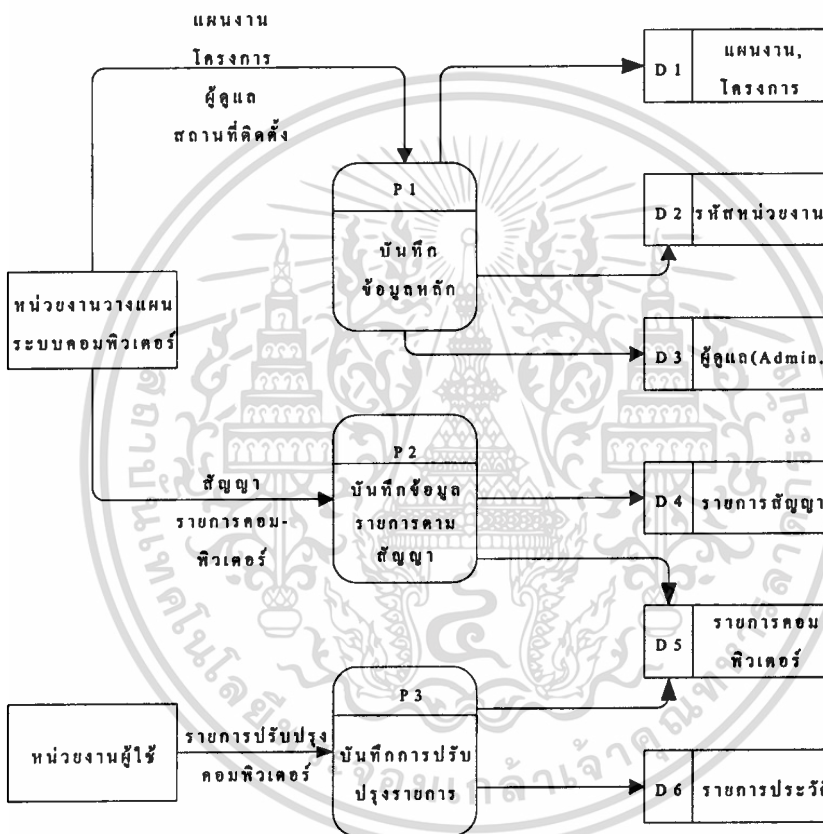 แผนงาน
โครงการ
ผู้ดูแล
สถานที่ติดตั้ง
D 1
แผนงาน,
โครงการ
P 1
บันทึก
ข้อมูลหลัก
D 2
รหัสหน่วยงาน
หน่วยงานวางแผน
ระบบคอมพิวเตอร์
D 3
ผู้ดูแล(Admin.
สัญญา
รายการคอม-
พิวเตอร์
P 2
บันทึกข้อมูล
รายการตาม
สัญญา
D 4
รายการสัญญา
D 5
รายการคอม
พิวเตอร์
หน่วยงานผู้ใช้
รายการปรับปรุง
คอมพิวเตอร์
P 3
บันทึกการปรับ
ปรุงรายการ
D 6
รายการประวัติ